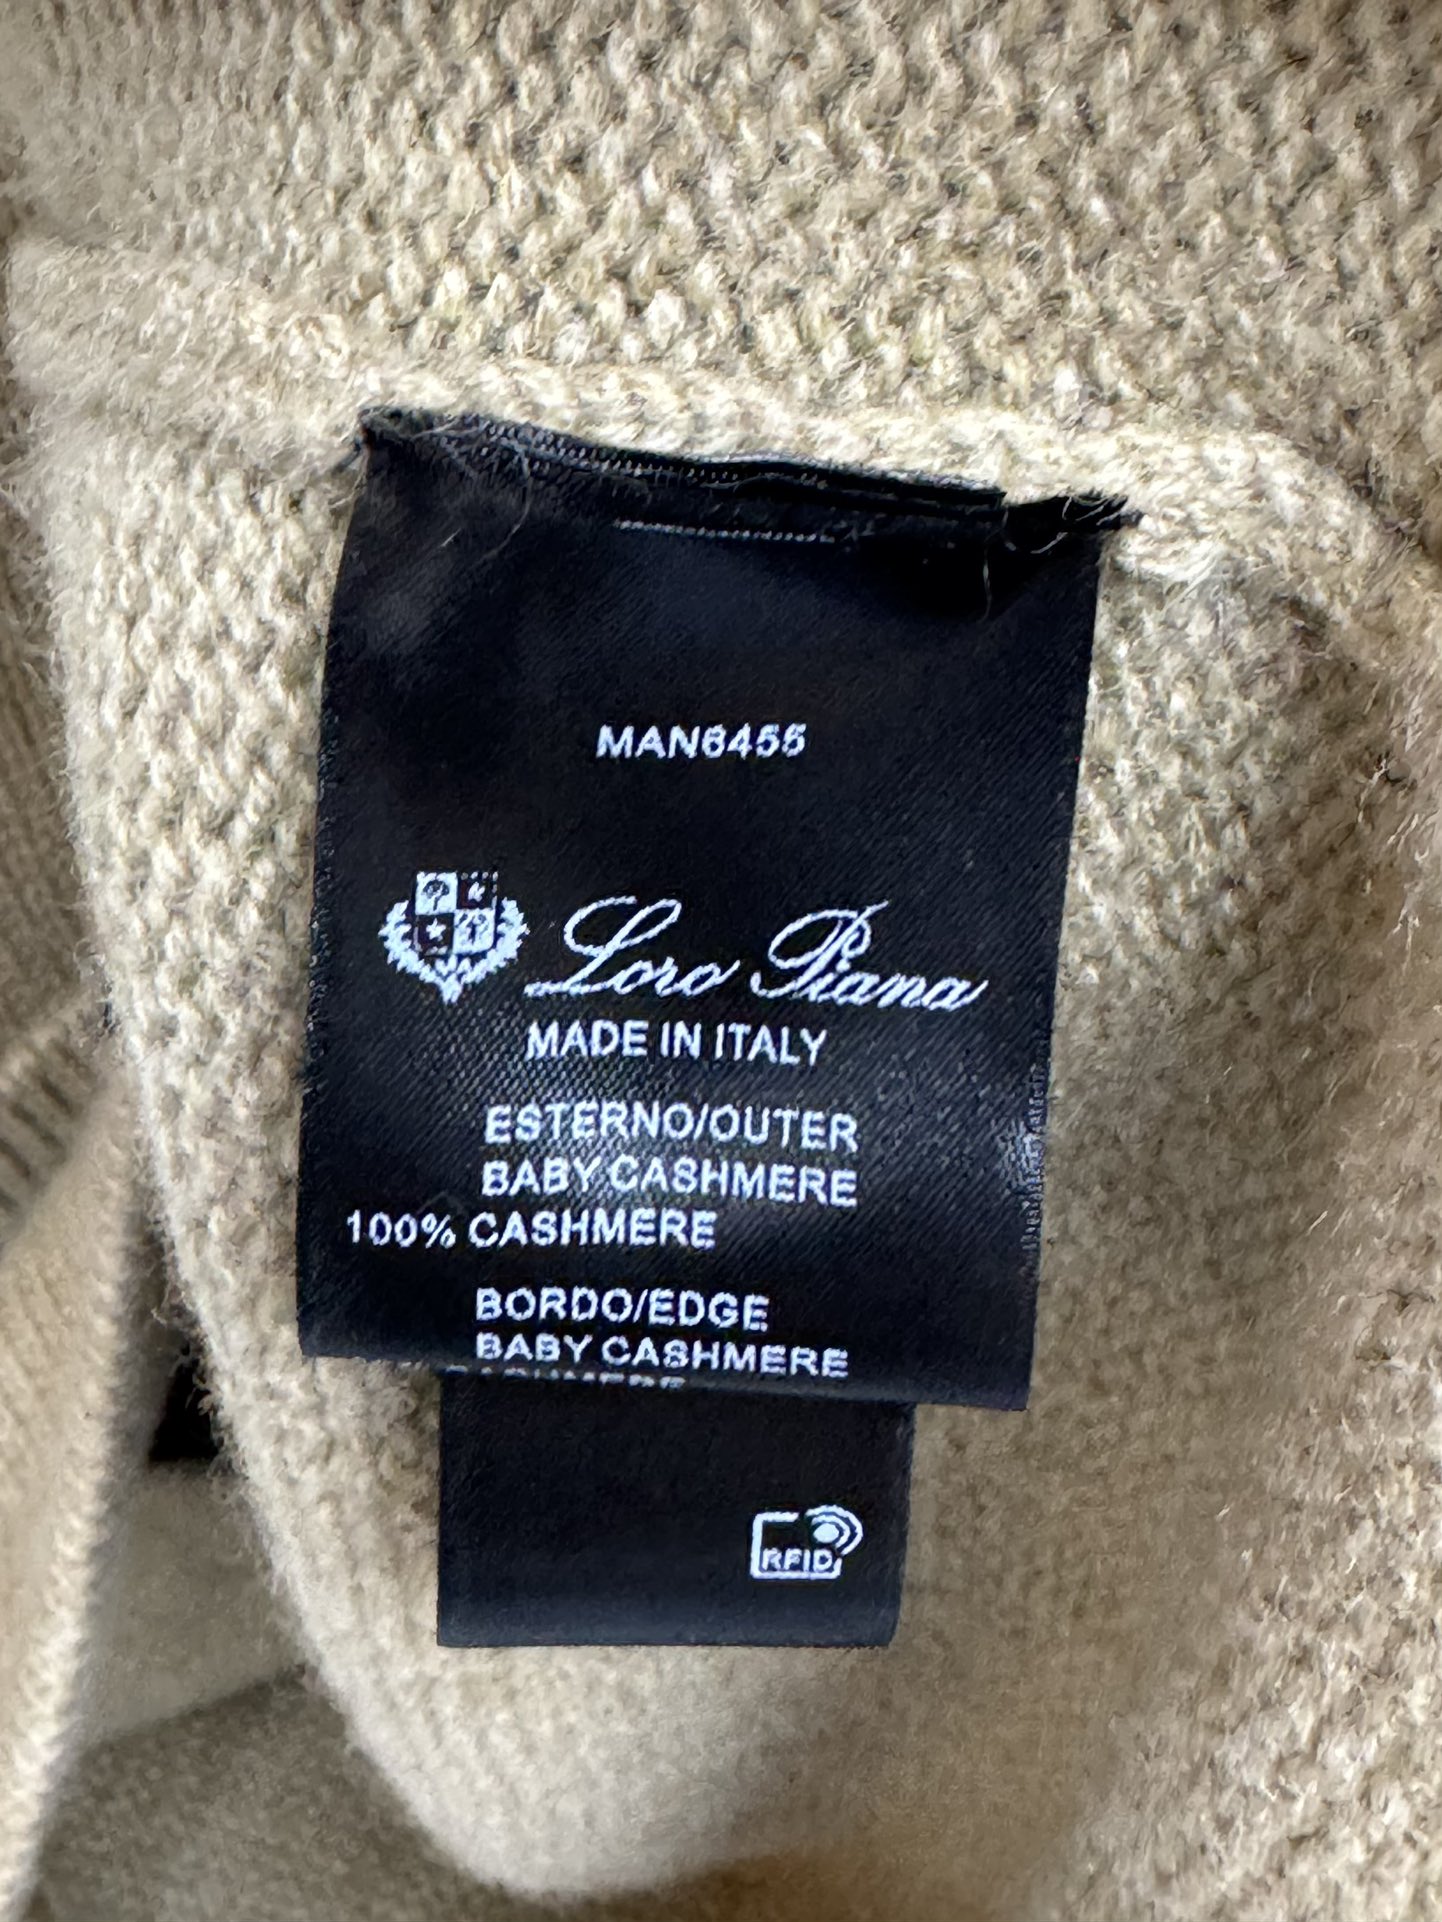 MAN6455
Loro Piana
MADE IN ITALY
ESTERNO/OUTER
BABY CASHMERE
100% CASHMERE
BORDO/EDGE
BABY CASHMERE
RFID